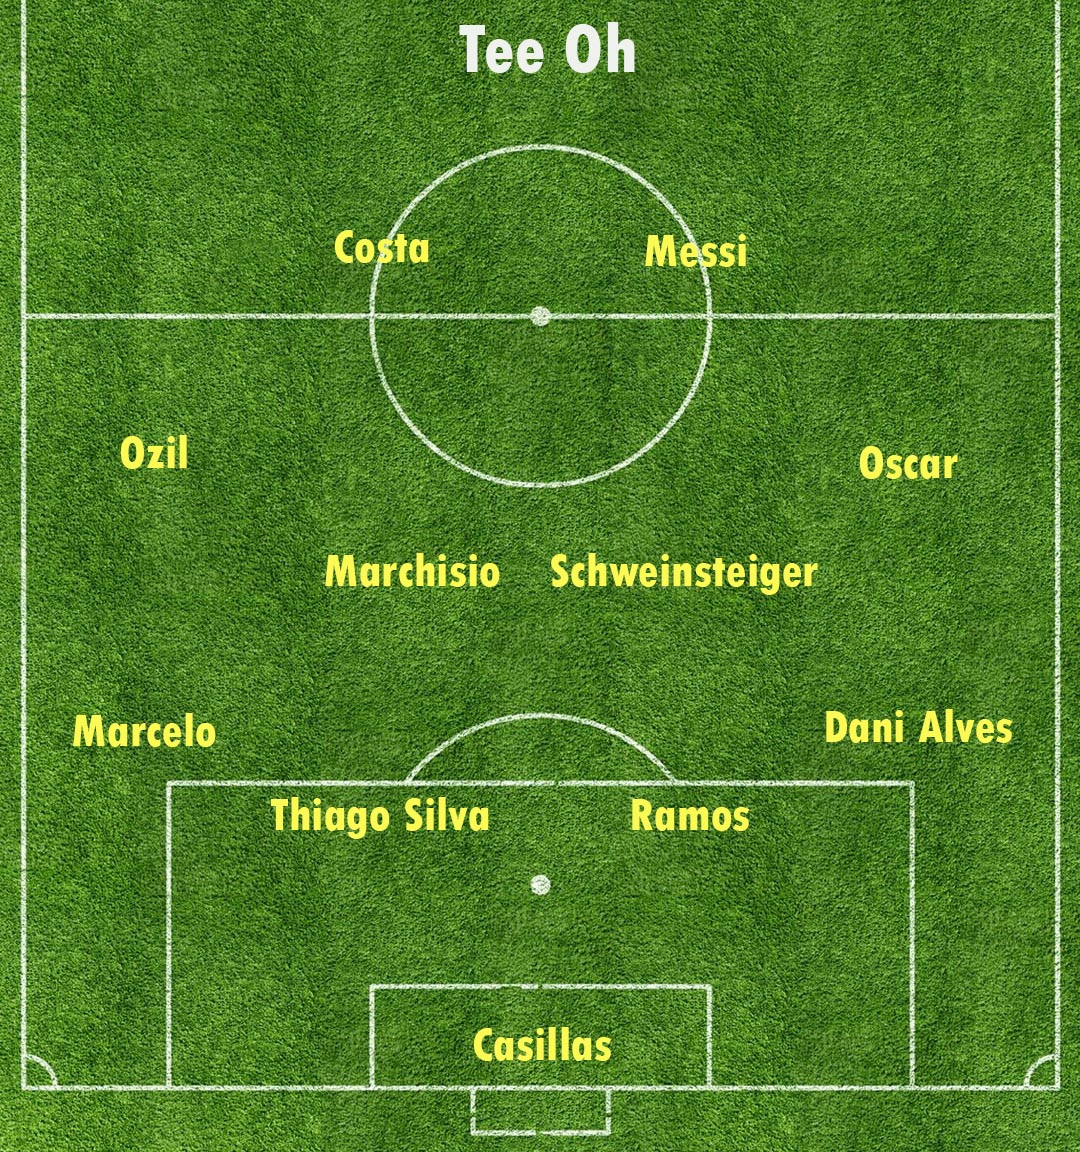 Tee Oh
Costa
Messi
Ozil
Oscar
Marchisio
Schweinsteiger
Marcelo
Dani Alves
Thiago Silva
Ramos
Casillas